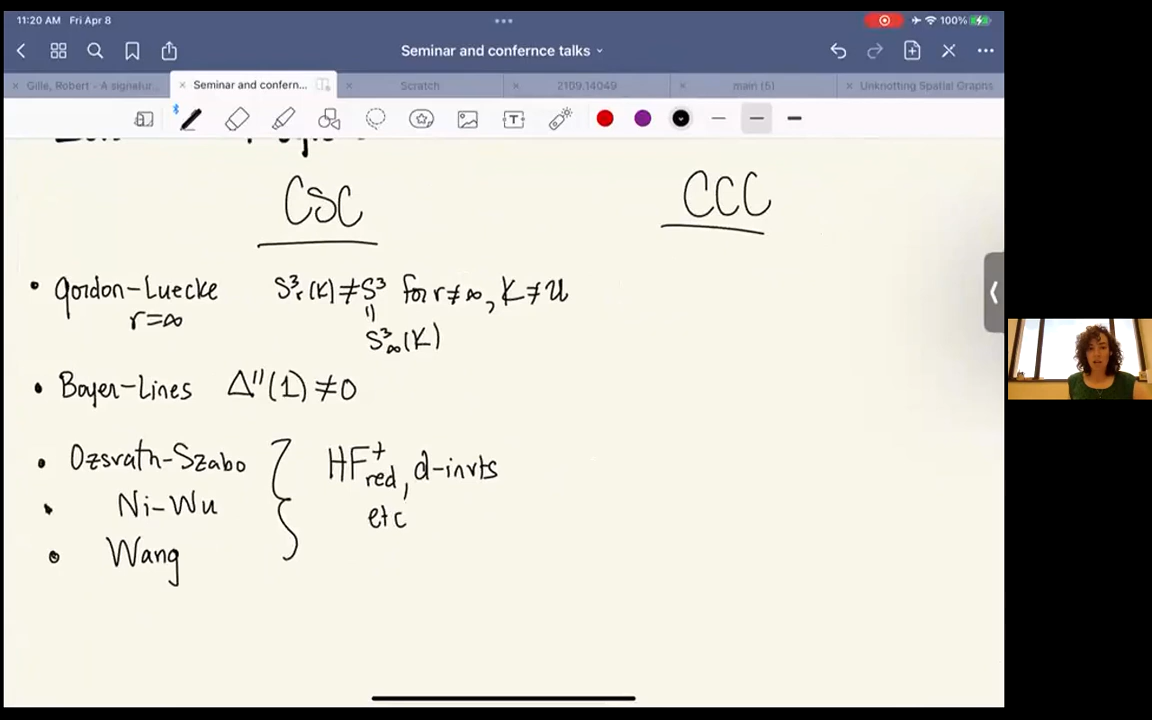 11:20 AM Fri Apr 8
100%
Seminar and confernce talks
Gille, Robert - A signatur...
Seminar and confern...
Scratch
2109.14049
main (5)
Unknotting Spatial Graphs
CSC
CCC
• Gordon-Luecke S³ᵣ(K)≠S³ for r≠∞, K≠U
r=∞
=
S³∞(K)
• Boyer-Lines Δ''(1)≠0
• Ozsrath-Szabo } HF⁺red, d-invts
• Ni-Wu etc
• Wang